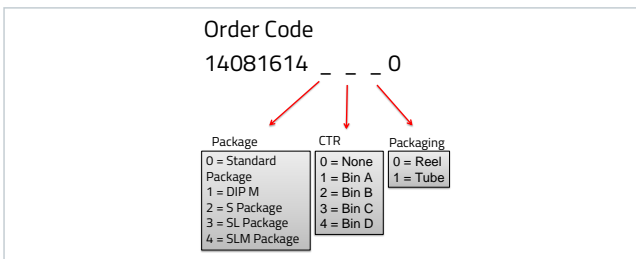 Order Code
14081614 _ _ _ 0
Package
0 = Standard
Package
1 = DIP M
2 = S Package
3 = SL Package
4 = SLM Package
CTR
0 = None
1 = Bin A
2 = Bin B
3 = Bin C
4 = Bin D
Packaging
0 = Reel
1 = Tube